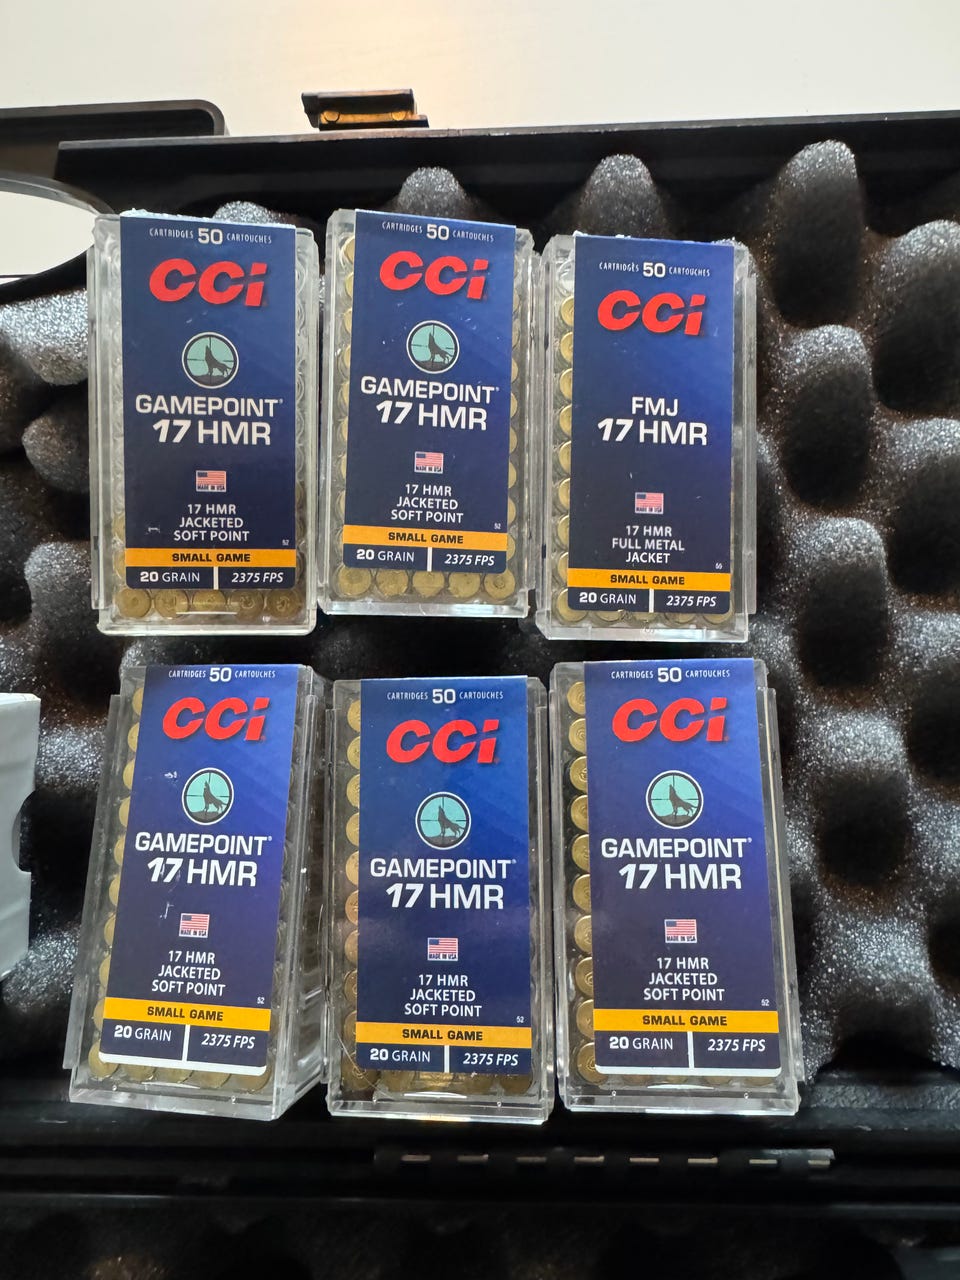 CARTRIDGES 50 CARTOUCHES
CCI
GAMEPOINT®
17 HMR
MADE IN USA
17 HMR
JACKETED
SOFT POINT
52
SMALL GAME
20 GRAIN 2375 FPS
CARTRIDGES 50 CARTOUCHES
CCI
GAMEPOINT®
17 HMR
MADE IN USA
17 HMR
JACKETED
SOFT POINT
52
SMALL GAME
20 GRAIN 2375 FPS
CARTRIDGES 50 CARTOUCHES
CCI
FMJ
17 HMR
MADE IN USA
17 HMR
FULL METAL
JACKET
66
SMALL GAME
20 GRAIN 2375 FPS
CARTRIDGES 50 CARTOUCHES
CCI
GAMEPOINT®
17 HMR
MADE IN USA
17 HMR
JACKETED
SOFT POINT
52
SMALL GAME
20 GRAIN 2375 FPS
CARTRIDGES 50 CARTOUCHES
CCI
GAMEPOINT®
17 HMR
MADE IN USA
17 HMR
JACKETED
SOFT POINT
52
SMALL GAME
20 GRAIN 2375 FPS
CARTRIDGES 50 CARTOUCHES
CCI
GAMEPOINT®
17 HMR
MADE IN USA
17 HMR
JACKETED
SOFT POINT
52
SMALL GAME
20 GRAIN 2375 FPS